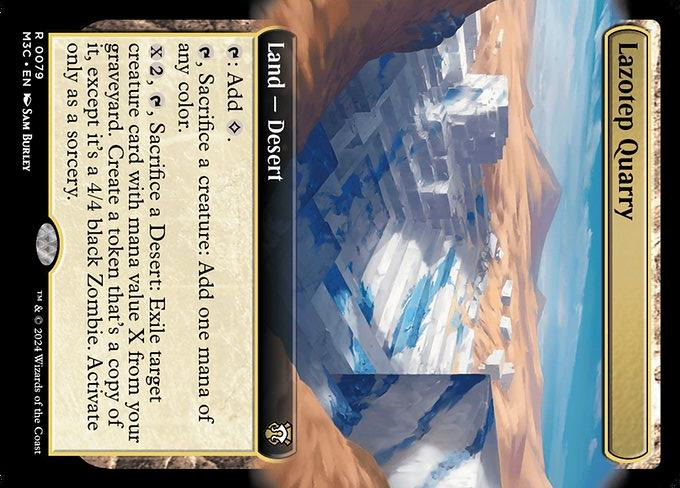 Lazotep Quarry
Land — Desert
: Add .
, Sacrifice a creature: Add one mana of
any color.
X 2, , Sacrifice a Desert: Exile target
creature card with mana value X from your
graveyard. Create a token that's a copy of
it, except it's a 4/4 black Zombie. Activate
only as a sorcery.
R 0079
M3C • EN Sam Burley
™ & © 2024 Wizards of the Coast